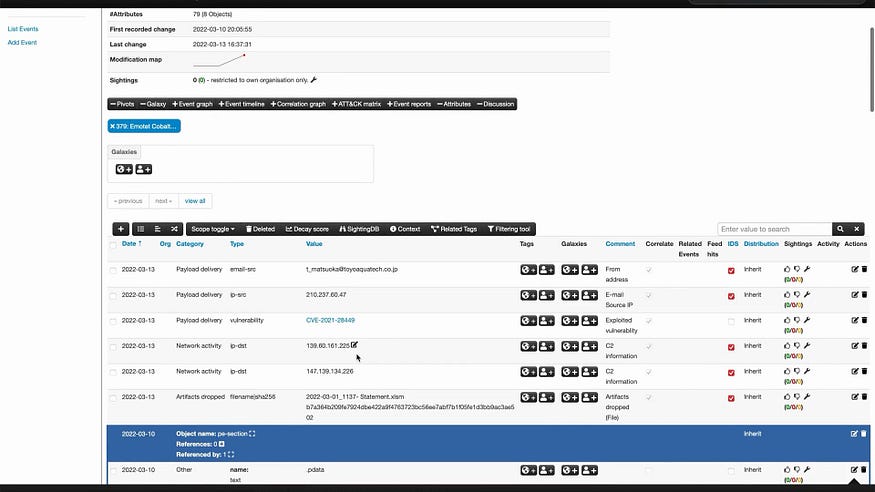 #Attributes 79 (8 Objects)
List Events
First recorded change 2022-03-10 20:05:55
Add Event
Last change 2022-03-13 16:37:31
Modification map
Sightings 0 (0) - restricted to own organisation only.
−Pivots −Galaxy +Event graph +Event timeline +Correlation graph +ATT&CK matrix +Event reports −Attributes −Discussion
× 379: Emotet Cobalt...
Galaxies
+ +
« previous next » view all
+ Scope toggle Deleted Decay score SightingDB Context Related Tags Filtering tool Enter value to search ×
Date ↑ Org Category Type Value Tags Galaxies Comment Correlate Related Events Feed hits IDS Distribution Sightings Activity Actions
2022-03-13 Payload delivery email-src t_matsuoka@toyoaquatech.co.jp + + + + From address Inherit (0/0/0)
2022-03-13 Payload delivery ip-src 210.237.60.47 + + + + E-mail Source IP Inherit (0/0/0)
2022-03-13 Payload delivery vulnerability CVE-2021-28449 + + + + Exploited vulnerability Inherit (0/0/0)
2022-03-13 Network activity ip-dst 139.60.161.225 + + + + C2 information Inherit (0/0/0)
2022-03-13 Network activity ip-dst 147.139.134.226 + + + + C2 information Inherit (0/0/0)
2022-03-13 Artifacts dropped filename|sha256 2022-03-01_1137- Statement.xlsm + + + + Artifacts dropped (File) Inherit (0/0/0)
02
2022-03-10 Object name: pe-section Inherit
References: 0
Referenced by: 1
2022-03-10 Other name: text .pdata + + + + Inherit (0/0/0)